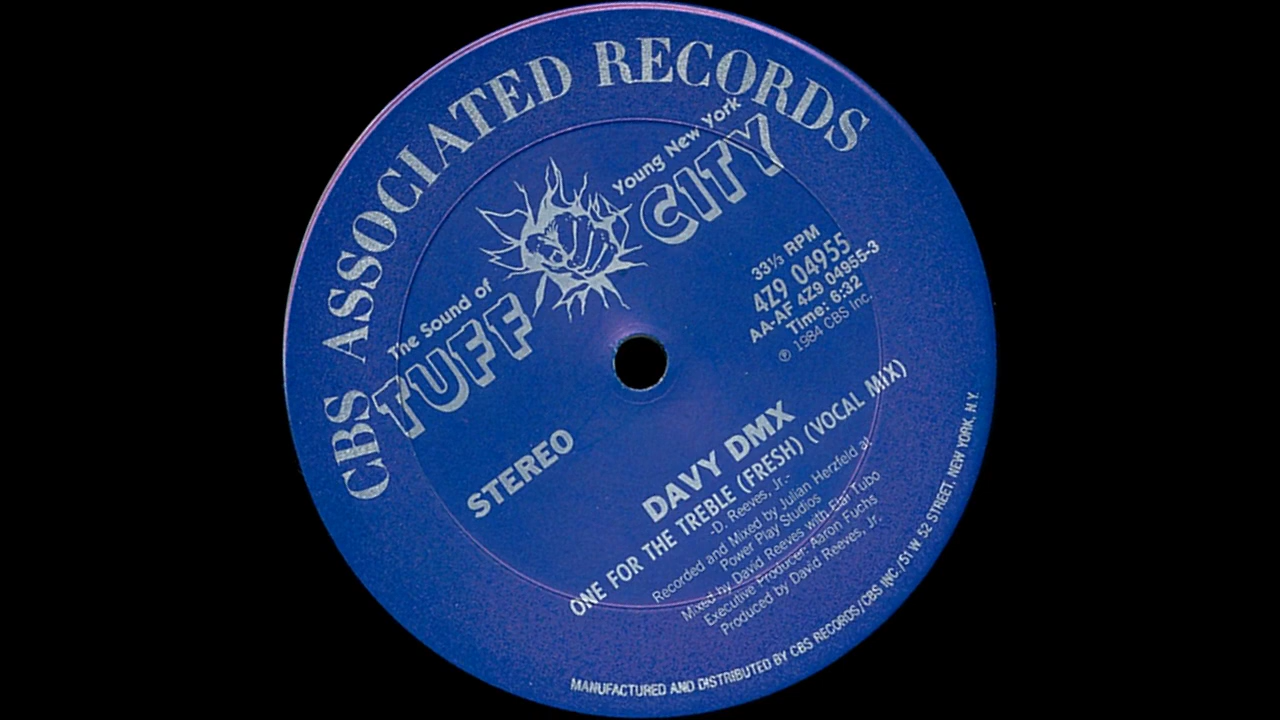 CBS ASSOCIATED RECORDS
The Sound of
TUFF
Young New York
CITY
33⅓ RPM
4Z9 04955
AA-AF 4Z9 04955-3
Time: 6:32
℗ 1984 CBS Inc.
STEREO
DAVY DMX
ONE FOR THE TREBLE (FRESH) (VOCAL MIX)
-D. Reeves, Jr.-
Recorded and Mixed by Julian Herzfeld at
Power Play Studios
Mixed by David Reeves with Elai Tubo
Executive Producer: Aaron Fuchs
Produced by David Reeves, Jr.
MANUFACTURED AND DISTRIBUTED BY CBS RECORDS/CBS INC./51 W. 52 STREET, NEW YORK, N.Y.